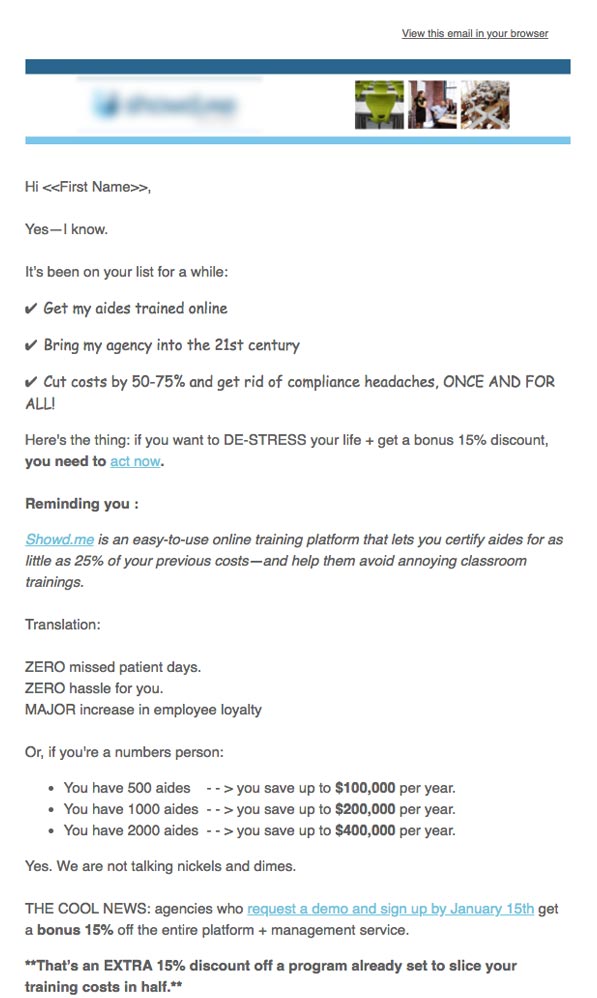 View this email in your browser
Hi <<First Name>>,
Yes—I know.
It's been on your list for a while:
✔ Get my aides trained online
✔ Bring my agency into the 21st century
✔ Cut costs by 50-75% and get rid of compliance headaches, ONCE AND FOR
ALL!
Here's the thing: if you want to DE-STRESS your life + get a bonus 15% discount,
you need to act now.
Reminding you :
Showd.me is an easy-to-use online training platform that lets you certify aides for as
little as 25% of your previous costs—and help them avoid annoying classroom
trainings.
Translation:
ZERO missed patient days.
ZERO hassle for you.
MAJOR increase in employee loyalty
Or, if you're a numbers person:
• You have 500 aides - - > you save up to $100,000 per year.
• You have 1000 aides - - > you save up to $200,000 per year.
• You have 2000 aides - - > you save up to $400,000 per year.
Yes. We are not talking nickels and dimes.
THE COOL NEWS: agencies who request a demo and sign up by January 15th get
a bonus 15% off the entire platform + management service.
**That's an EXTRA 15% discount off a program already set to slice your
training costs in half.**